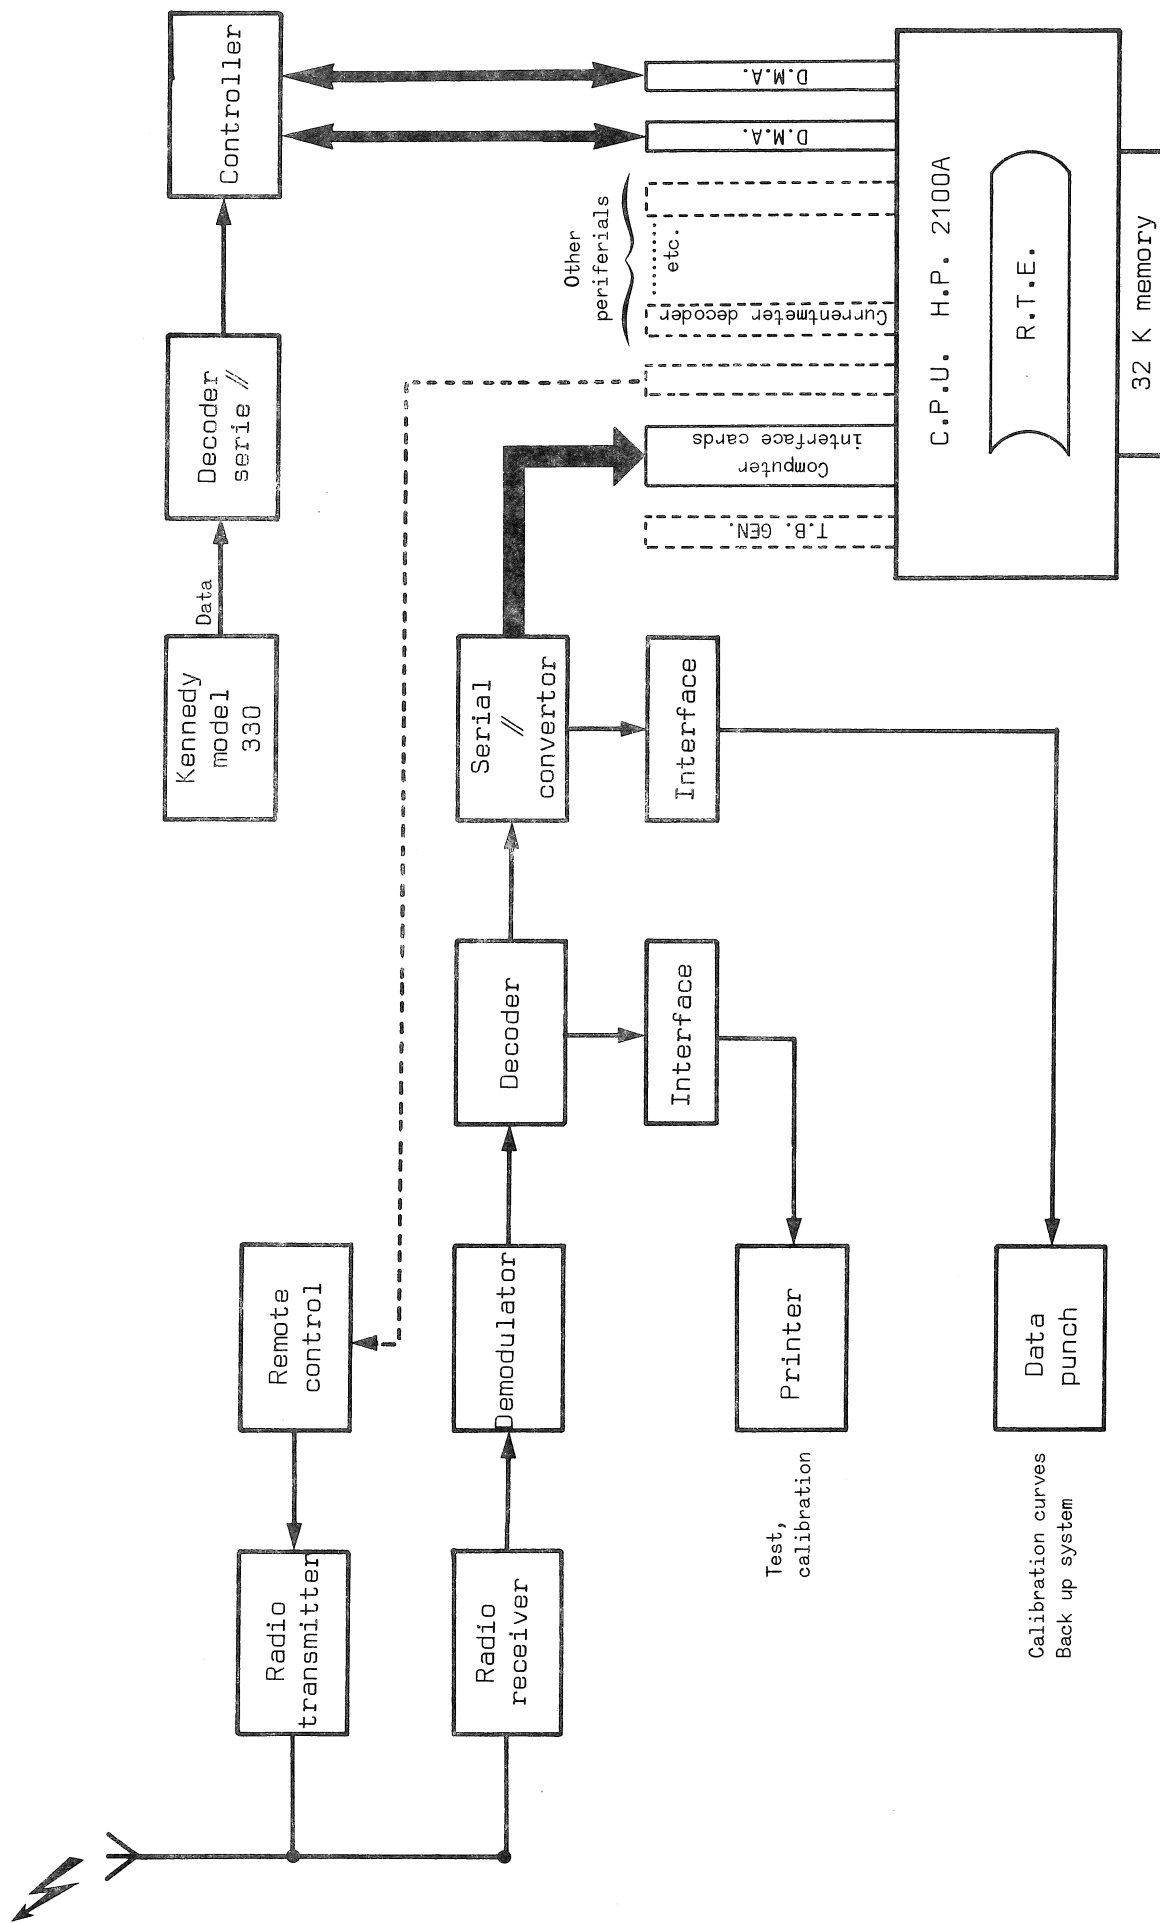 Kennedy
model
330
Data
Decoder
serie //
Controller
Radio
transmitter
Remote
control
Radio
receiver
Demodulator
Decoder
Serial
//
convertor
Interface
Interface
Other
periferials
etc.
T.B. GEN.
Computer
interface cards
Currentmeter decoder
D.M.A.
D.M.A.
Test,
calibration
Printer
Calibration curves
Back up system
Data
punch
C.P.U. H.P. 2100A
R.T.E.
32 K memory